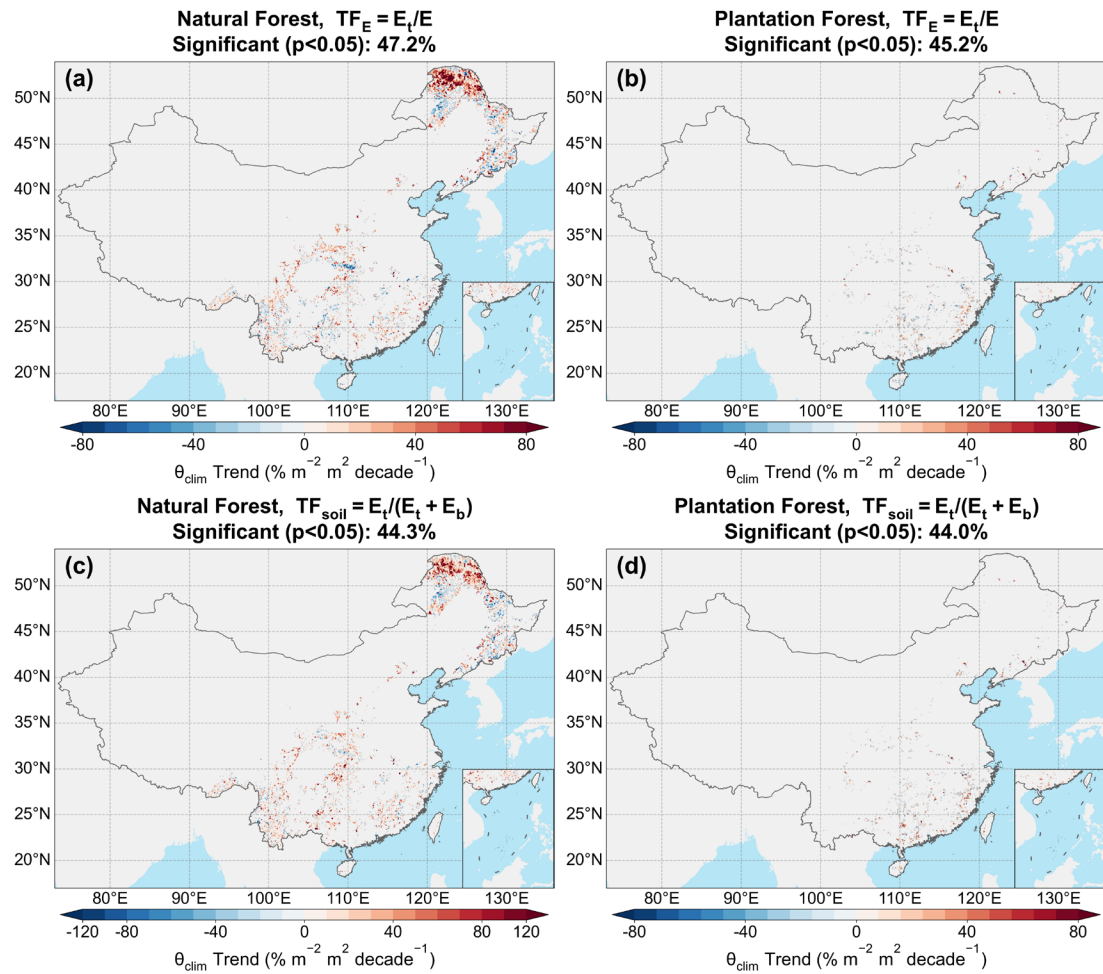 Natural Forest, TF_E = E_t/E
Significant (p<0.05): 47.2%
Plantation Forest, TF_E = E_t/E
Significant (p<0.05): 45.2%
(a)
50°N
45°N
40°N
35°N
30°N
25°N
20°N
80°E 90°E 100°E 110°E 120°E 130°E
-80 -40 0 40 80
θ_clim Trend (% m⁻² m² decade⁻¹)
(b)
50°N
45°N
40°N
35°N
30°N
25°N
20°N
80°E 90°E 100°E 110°E 120°E 130°E
-80 -40 0 40 80
θ_clim Trend (% m⁻² m² decade⁻¹)
Natural Forest, TF_soil = E_t/(E_t + E_b)
Significant (p<0.05): 44.3%
Plantation Forest, TF_soil = E_t/(E_t + E_b)
Significant (p<0.05): 44.0%
(c)
50°N
45°N
40°N
35°N
30°N
25°N
20°N
80°E 90°E 100°E 110°E 120°E 130°E
-120 -80 -40 0 40 80 120
θ_clim Trend (% m⁻² m² decade⁻¹)
(d)
50°N
45°N
40°N
35°N
30°N
25°N
20°N
80°E 90°E 100°E 110°E 120°E 130°E
-80 -40 0 40 80
θ_clim Trend (% m⁻² m² decade⁻¹)